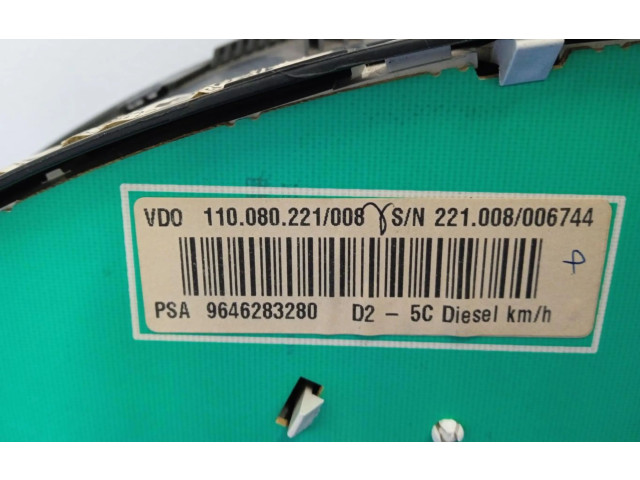 VDO 110.080.221/008 S/N 221.008/006744
PSA 9646283280 D2 - 5C Diesel km/h